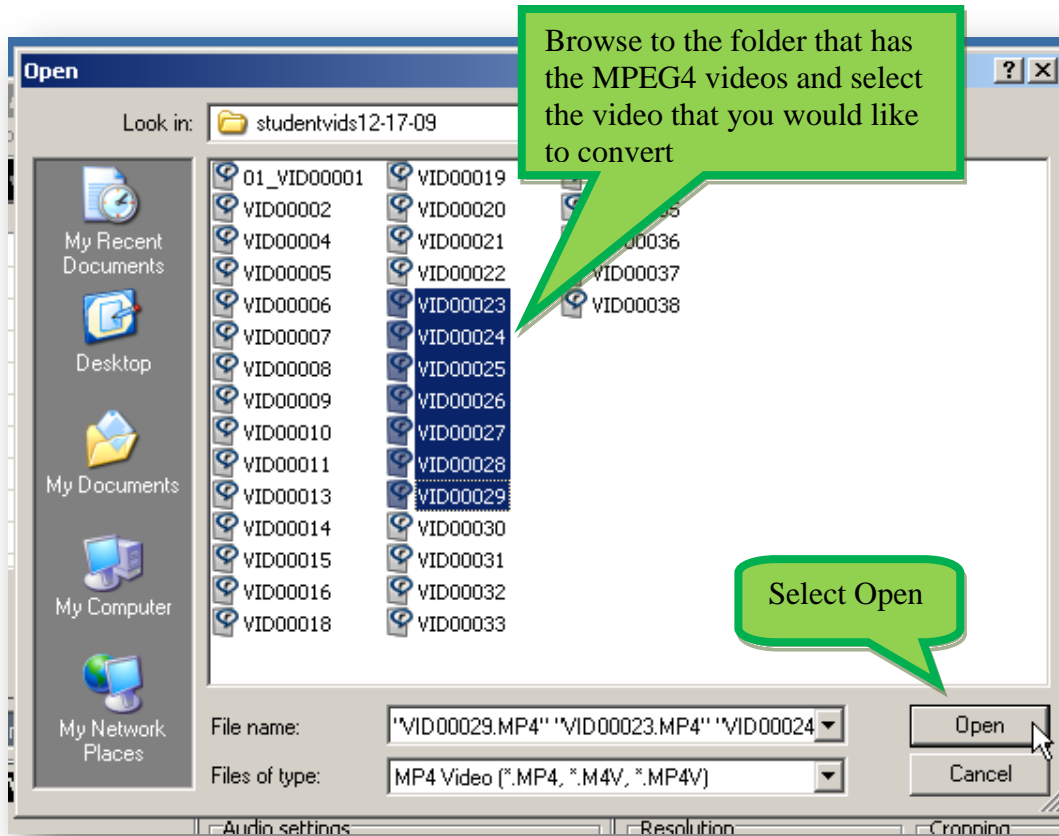 Browse to the folder that has
the MPEG4 videos and select
the video that you would like
to convert
Open
Look in:
studentvids12-17-09
My Recent
Documents
Desktop
My Documents
My Computer
My Network
Places
01_VID00001
VID00002
VID00004
VID00005
VID00006
VID00007
VID00008
VID00009
VID00010
VID00011
VID00013
VID00014
VID00015
VID00016
VID00018
VID00019
VID00020
VID00021
VID00022
VID00023
VID00024
VID00025
VID00026
VID00027
VID00028
VID00029
VID00030
VID00031
VID00032
VID00033
VID00037
VID00038
Select Open
File name:
"VID00029.MP4" "VID00023.MP4" "VID00024
Open
Files of type:
MP4 Video (*.MP4, *.M4V, *.MP4V)
Cancel
Audio settings
Resolution
Cropping